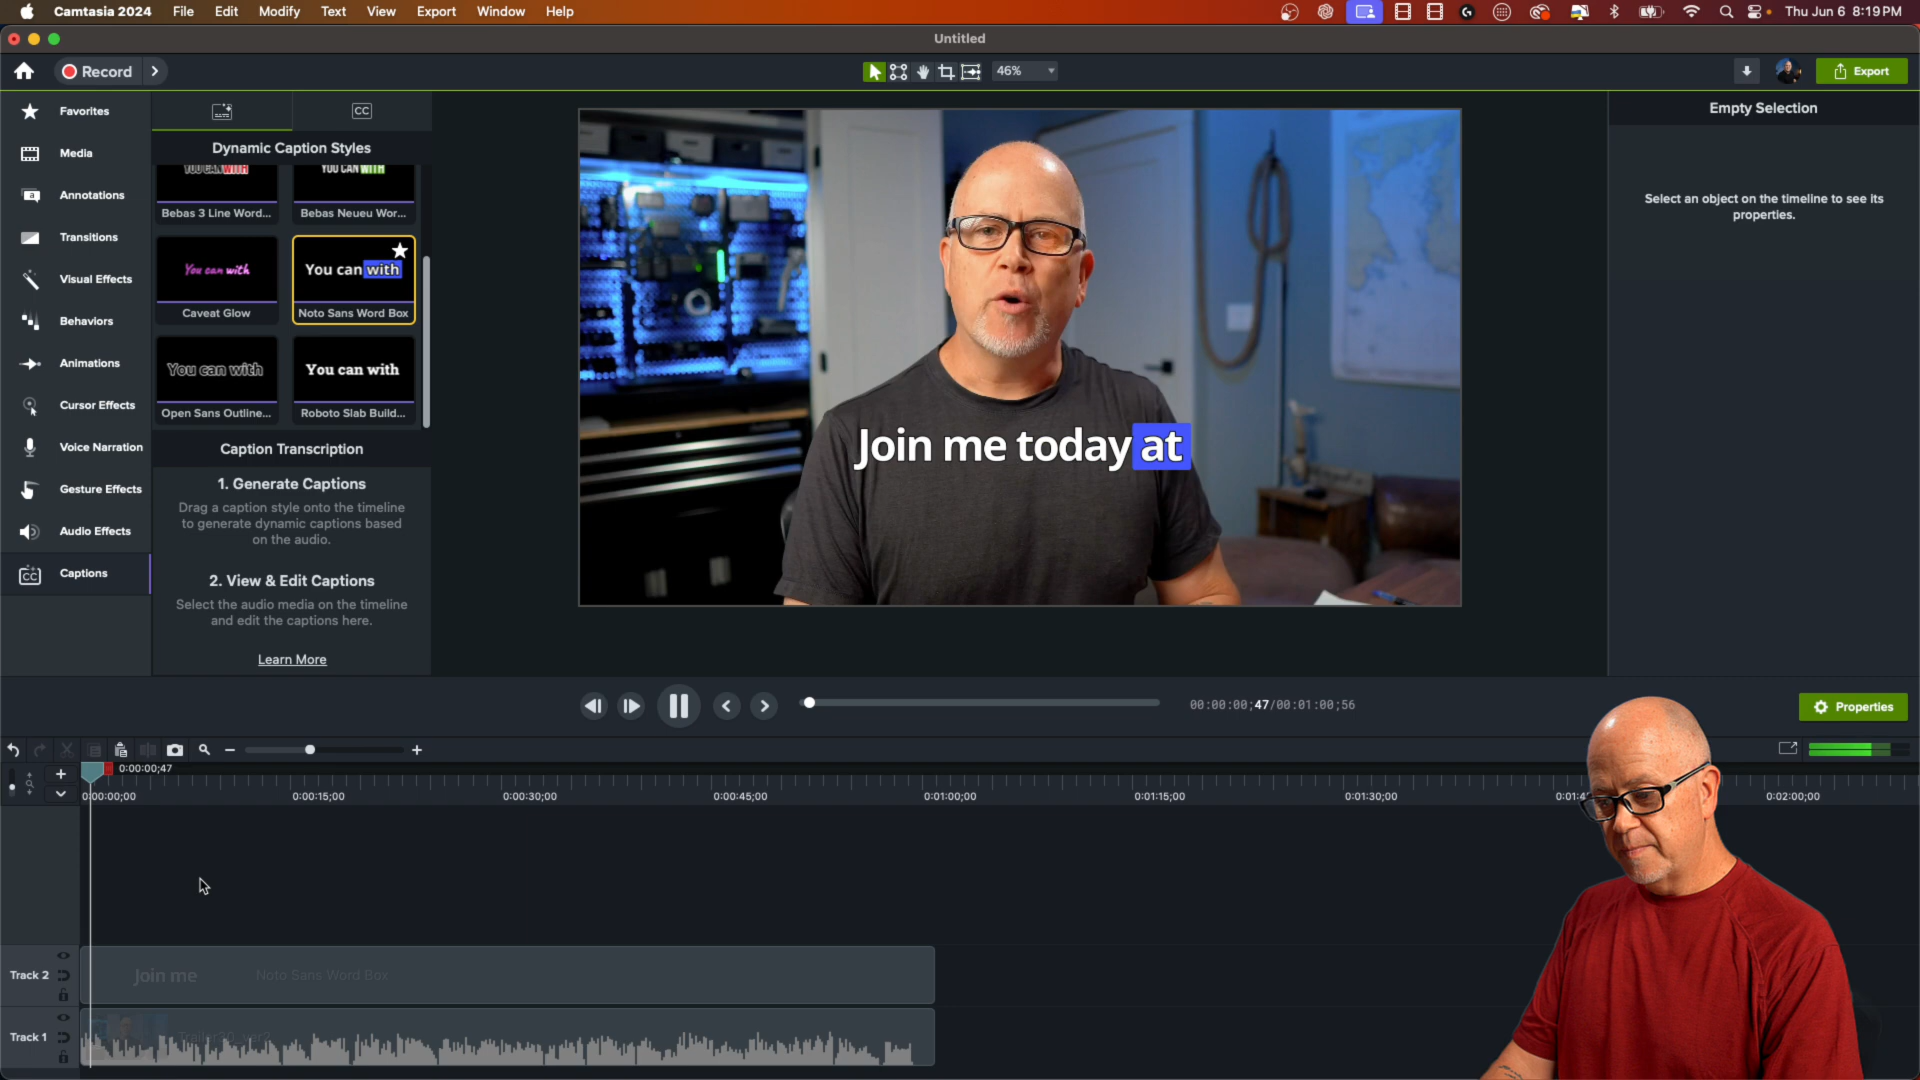 Camtasia 2024 File Edit Modify Text View Export Window Help
Thu Jun 6 8:19 PM
Untitled
Record
46%
Export
Favorites
Media
Annotations
Transitions
Visual Effects
Behaviors
Animations
Cursor Effects
Voice Narration
Gesture Effects
Audio Effects
CC Captions
CC
Dynamic Caption Styles
YOU CAN WITH
YOU CAN WITH
Bebas 3 Line Word...
Bebas Neueu Wor...
You can with
You can with
Caveat Glow
Noto Sans Word Box
You can with
You can with
Open Sans Outline...
Roboto Slab Build...
Caption Transcription
1. Generate Captions
Drag a caption style onto the timeline
to generate dynamic captions based
on the audio.
2. View & Edit Captions
Select the audio media on the timeline
and edit the captions here.
Learn More
Join me today at
Empty Selection
Select an object on the timeline to see its
properties.
00:00:00;47/00:01:00;56
Properties
0:00:00;47
0:00:00;00 0:00:15;00 0:00:30;00 0:00:45;00 0:01:00;00 0:01:15;00 0:01:30;00 0:02:00;00
Track 2
Join me Noto Sans Word Box
Track 1